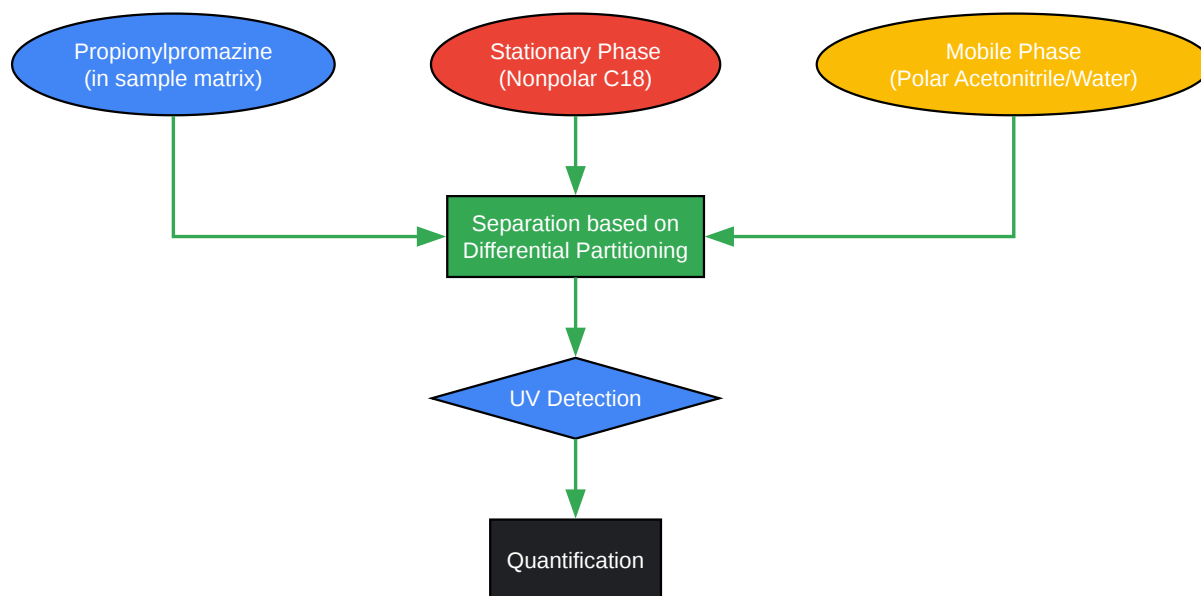 Propionylpromazine
(in sample matrix)
Stationary Phase
(Nonpolar C18)
Mobile Phase
(Polar Acetonitrile/Water)
Separation based on
Differential Partitioning
UV Detection
Quantification